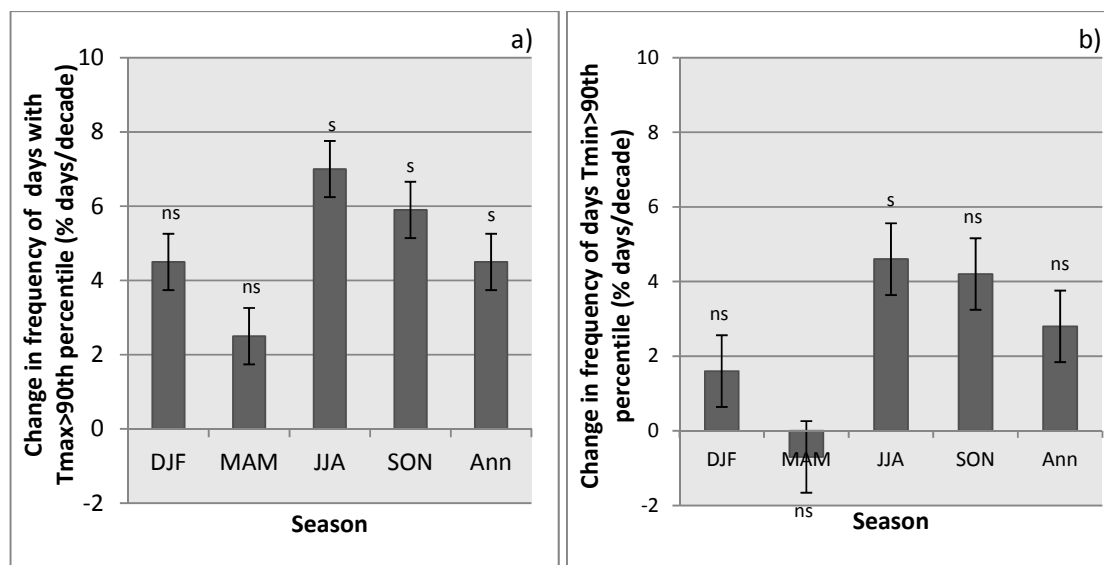 a)
Change in frequency of days with
Tmax>90th percentile (% days/decade)
10
8
6
4
2
0
-2
ns
ns
s
s
s
DJF
MAM
JJA
SON
Ann
Season
b)
Change in frequency of days Tmin>90th
percentile (% days/decade)
10
8
6
4
2
0
-2
ns
ns
s
ns
ns
DJF
MAM
JJA
SON
Ann
Season